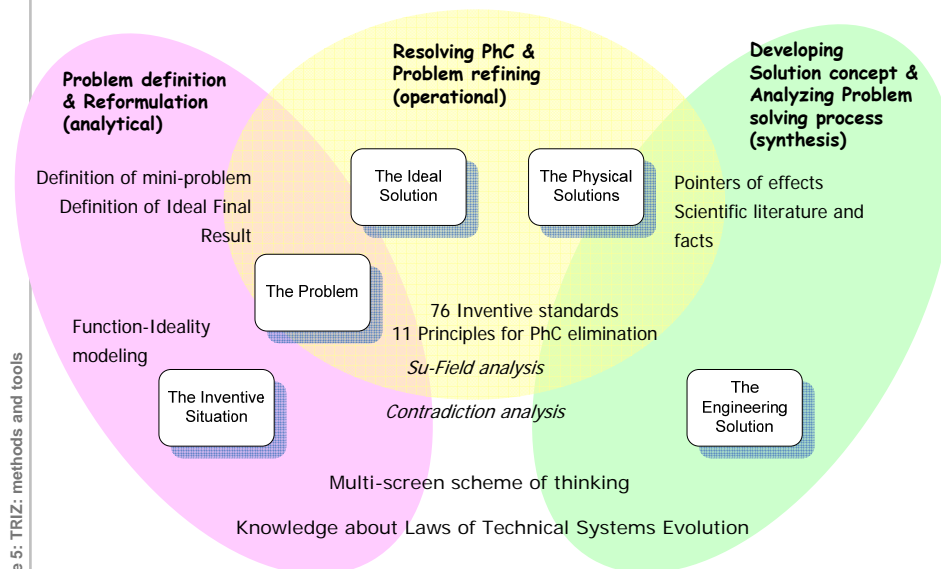 Problem definition
& Reformulation
(analytical)
Resolving PhC &
Problem refining
(operational)
Developing
Solution concept &
Analyzing Problem
solving process
(synthesis)
Definition of mini-problem
Definition of Ideal Final
Result
The Ideal
Solution
The Physical
Solutions
Pointers of effects
Scientific literature and
facts
The Problem
Function-Ideality
modeling
76 Inventive standards
11 Principles for PhC elimination
Su-Field analysis
Contradiction analysis
The Inventive
Situation
The
Engineering
Solution
Multi-screen scheme of thinking
Knowledge about Laws of Technical Systems Evolution
5: TRIZ: methods and tools